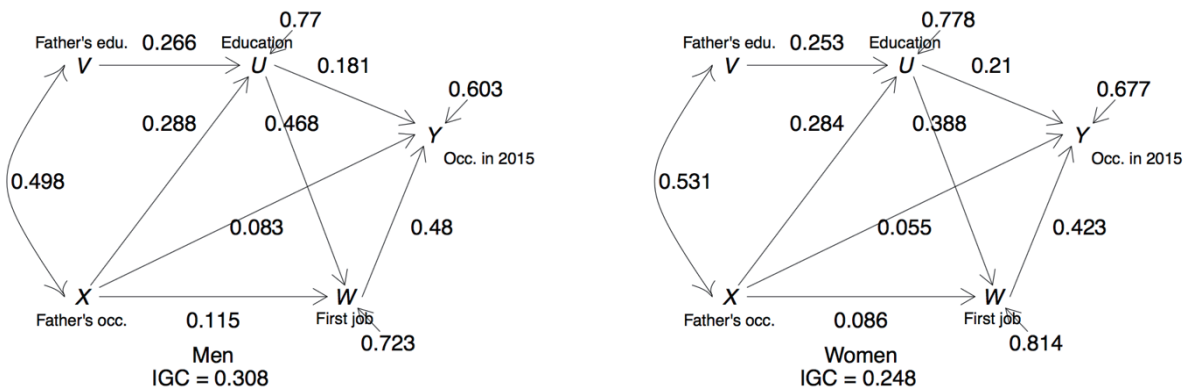 0.77
Father's edu. 0.266 Education
V U 0.181
0.603
0.288 0.468
Y
Occ. in 2015
0.498
0.083 0.48
X W
Father's occ. 0.115 First job
0.723
Men
IGC = 0.308
0.778
Father's edu. 0.253 Education
V U 0.21
0.677
0.284 0.388
Y
Occ. in 2015
0.531
0.055 0.423
X W
Father's occ. 0.086 First job
0.814
Women
IGC = 0.248